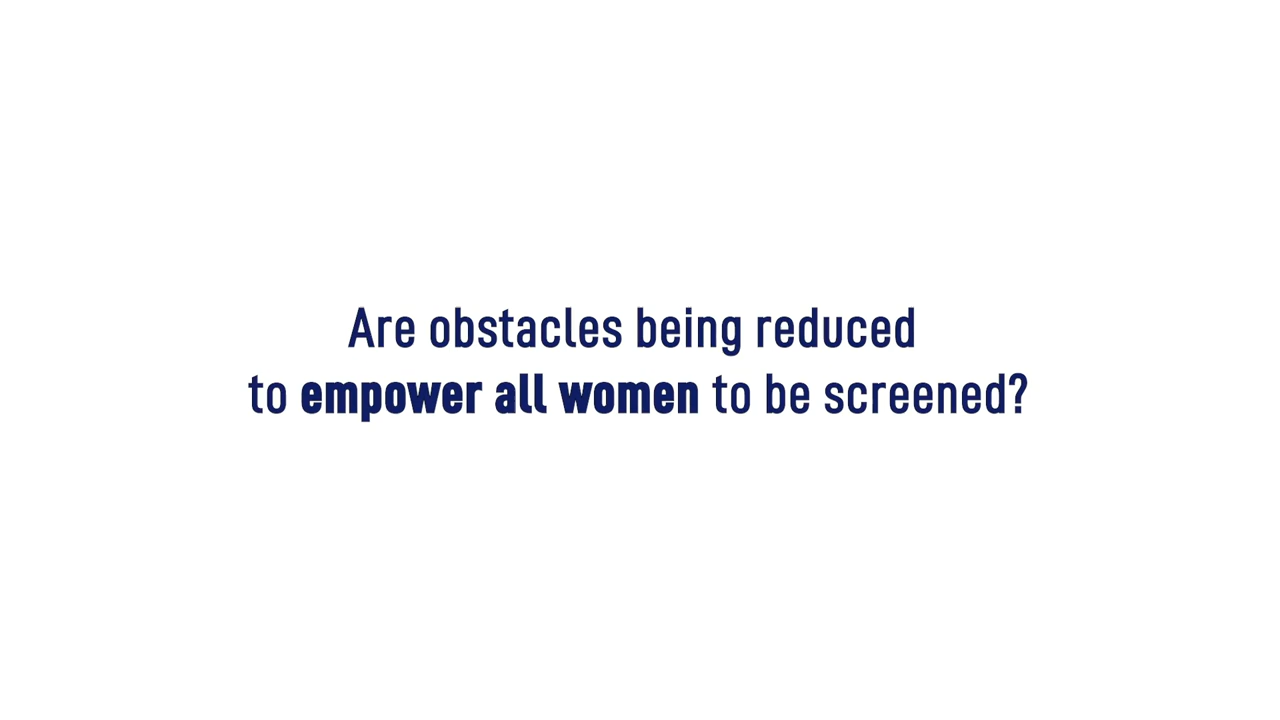 Are obstacles being reduced
to empower all women to be screened?